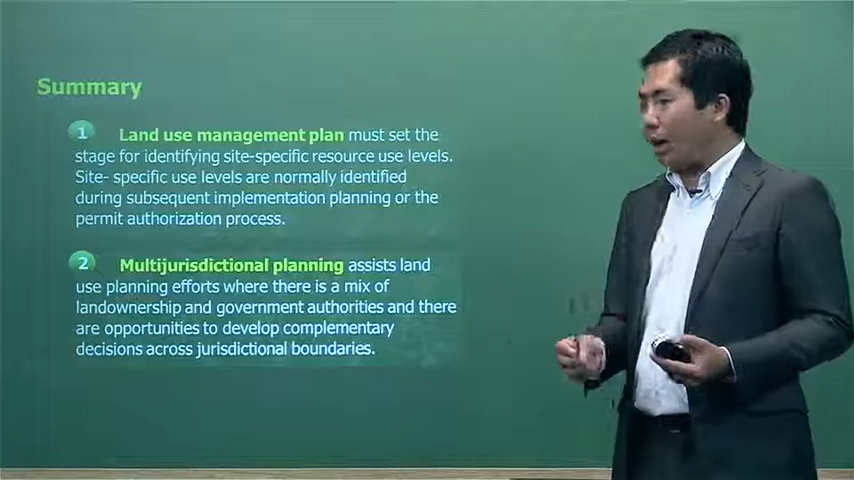 Summary
1 Land use management plan must set the
stage for identifying site-specific resource use levels.
Site- specific use levels are normally identified
during subsequent implementation planning or the
permit authorization process.
2 Multijurisdictional planning assists land
use planning efforts where there is a mix of
landownership and government authorities and there
are opportunities to develop complementary
decisions across jurisdictional boundaries.